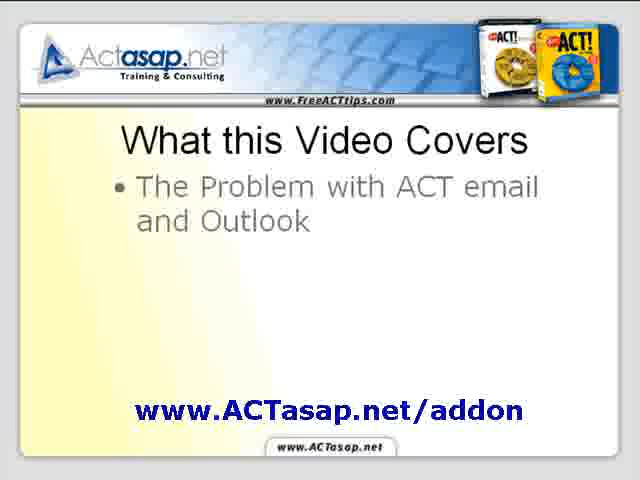 Actasap.net
Training & Consulting
ACT!
www.FreeACTtips.com
What this Video Covers
• The Problem with ACT email
and Outlook
www.ACTasap.net/addon
www.ACTasap.net